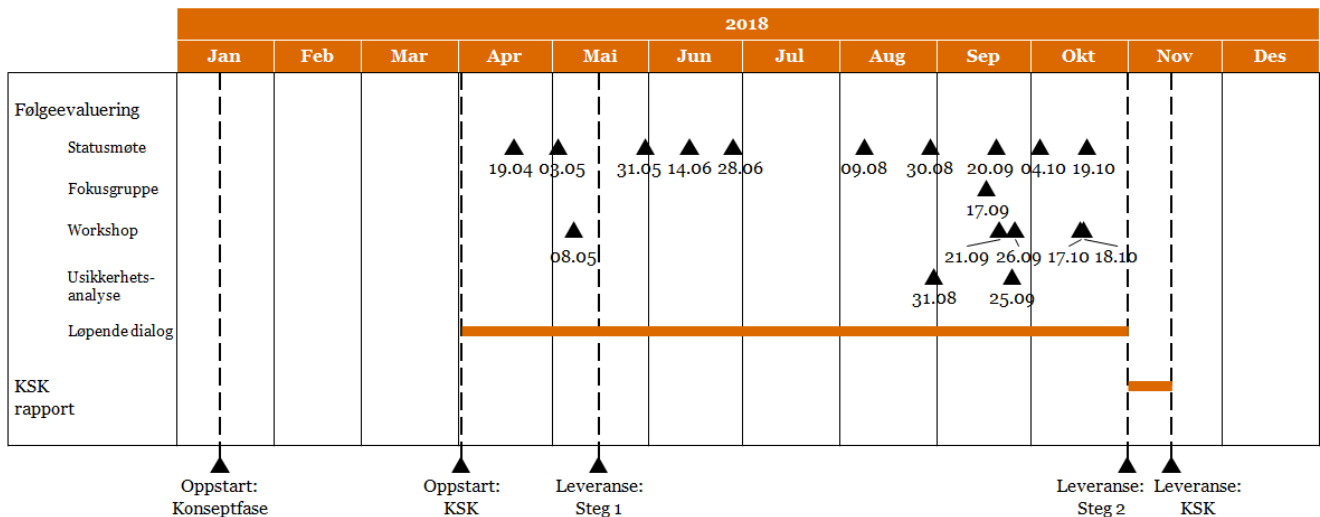 2018
Jan Feb Mar Apr Mai Jun Jul Aug Sep Okt Nov Des
Følgeevaluering
Statusmøte
19.04 03.05 31.05 14.06 28.06 09.08 30.08 20.09 04.10 19.10
Fokusgruppe
17.09
Workshop
08.05 21.09 26.09 17.10 18.10
Usikkerhets-
analyse
31.08 25.09
Løpende dialog
KSK
rapport
Oppstart: Oppstart: Leveranse: Leveranse: Leveranse:
Konseptfase KSK Steg 1 Steg 2 KSK